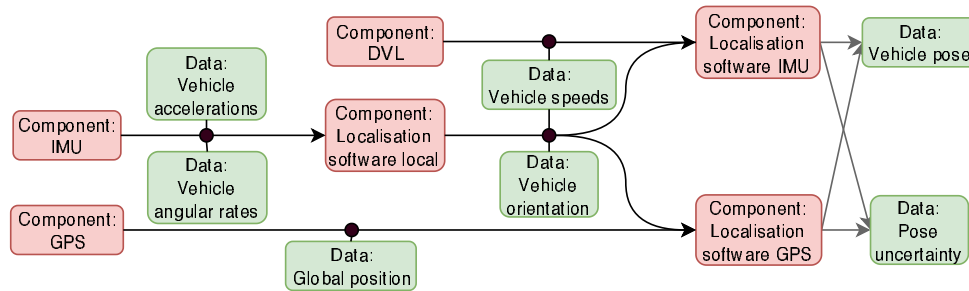 Component:
DVL
Component:
Localisation
software IMU
Data:
Vehicle pose
Data:
Vehicle
accelerations
Data:
Vehicle speeds
Component:
IMU
Component:
Localisation
software local
Data:
Vehicle
angular rates
Data:
Vehicle
orientation
Component:
GPS
Data:
Global position
Component:
Localisation
software GPS
Data:
Pose
uncertainty